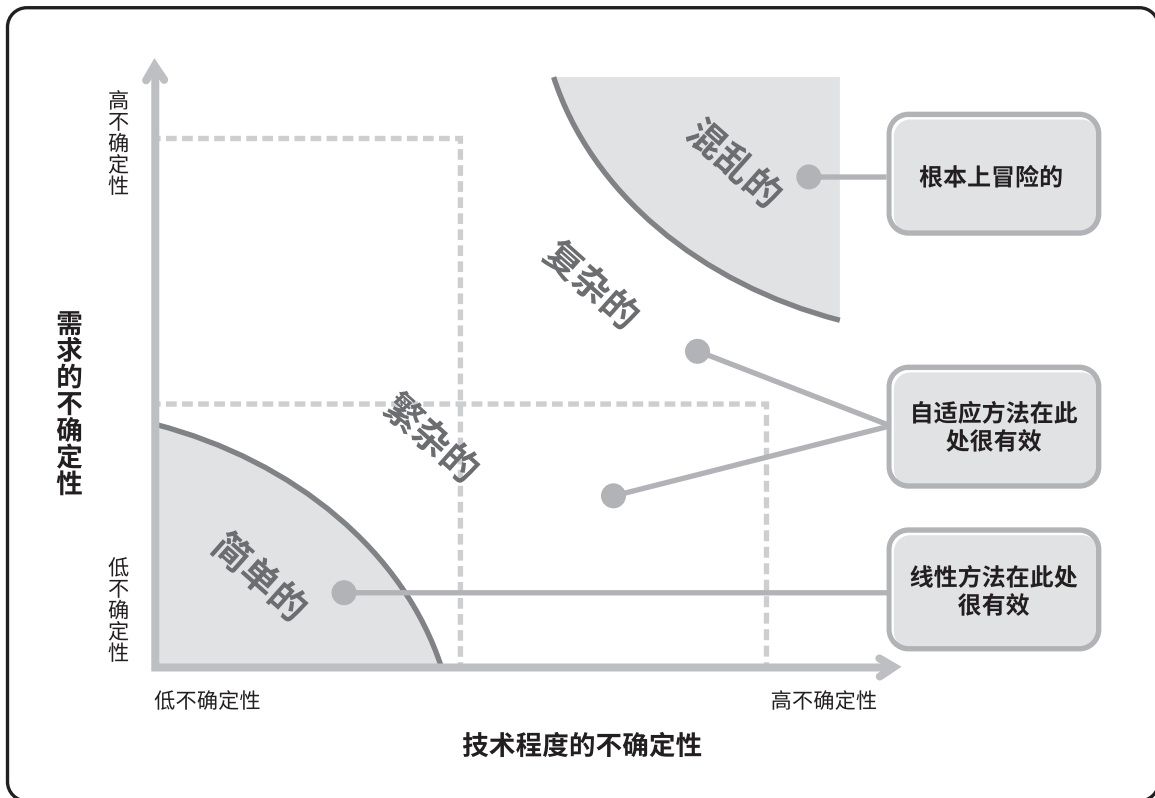 高不确定性
混乱的
根本上冒险的
复杂的
需求的不确定性
繁杂的
自适应方法在此
处很有效
简单的
线性方法在此处
很有效
低不确定性
低不确定性
高不确定性
技术程度的不确定性